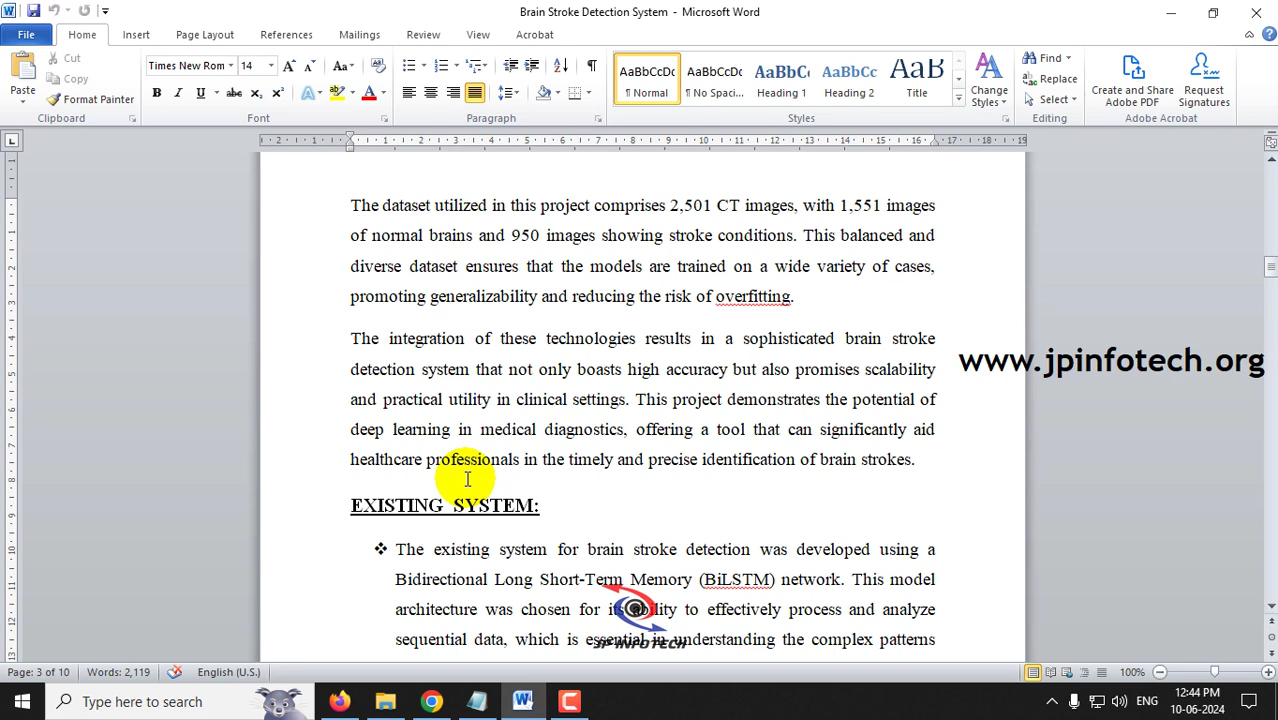 Brain Stroke Detection System - Microsoft Word
File Home Insert Page Layout References Mailings Review View Acrobat
Paste
Cut
Copy
Format Painter
Clipboard
Times New Rom 14
Font
Paragraph
AaBbCcDc AaBbCcDc AaBbC AaBbCc AaB
¶ Normal ¶ No Spaci... Heading 1 Heading 2 Title
Change Styles
Styles
Find
Replace
Select
Editing
Create and Share Adobe PDF
Request Signatures
Adobe Acrobat
The dataset utilized in this project comprises 2,501 CT images, with 1,551 images
of normal brains and 950 images showing stroke conditions. This balanced and
diverse dataset ensures that the models are trained on a wide variety of cases,
promoting generalizability and reducing the risk of overfitting.
The integration of these technologies results in a sophisticated brain stroke
detection system that not only boasts high accuracy but also promises scalability
and practical utility in clinical settings. This project demonstrates the potential of
deep learning in medical diagnostics, offering a tool that can significantly aid
healthcare professionals in the timely and precise identification of brain strokes.
www.jpinfotech.org
EXISTING SYSTEM:
❖ The existing system for brain stroke detection was developed using a
Bidirectional Long Short-Term Memory (BiLSTM) network. This model
architecture was chosen for its ability to effectively process and analyze
sequential data, which is essential in understanding the complex patterns
JP INFOTECH
Page: 3 of 10 Words: 2,119 English (U.S.) 100%
Type here to search
ENG
12:44 PM
10-06-2024